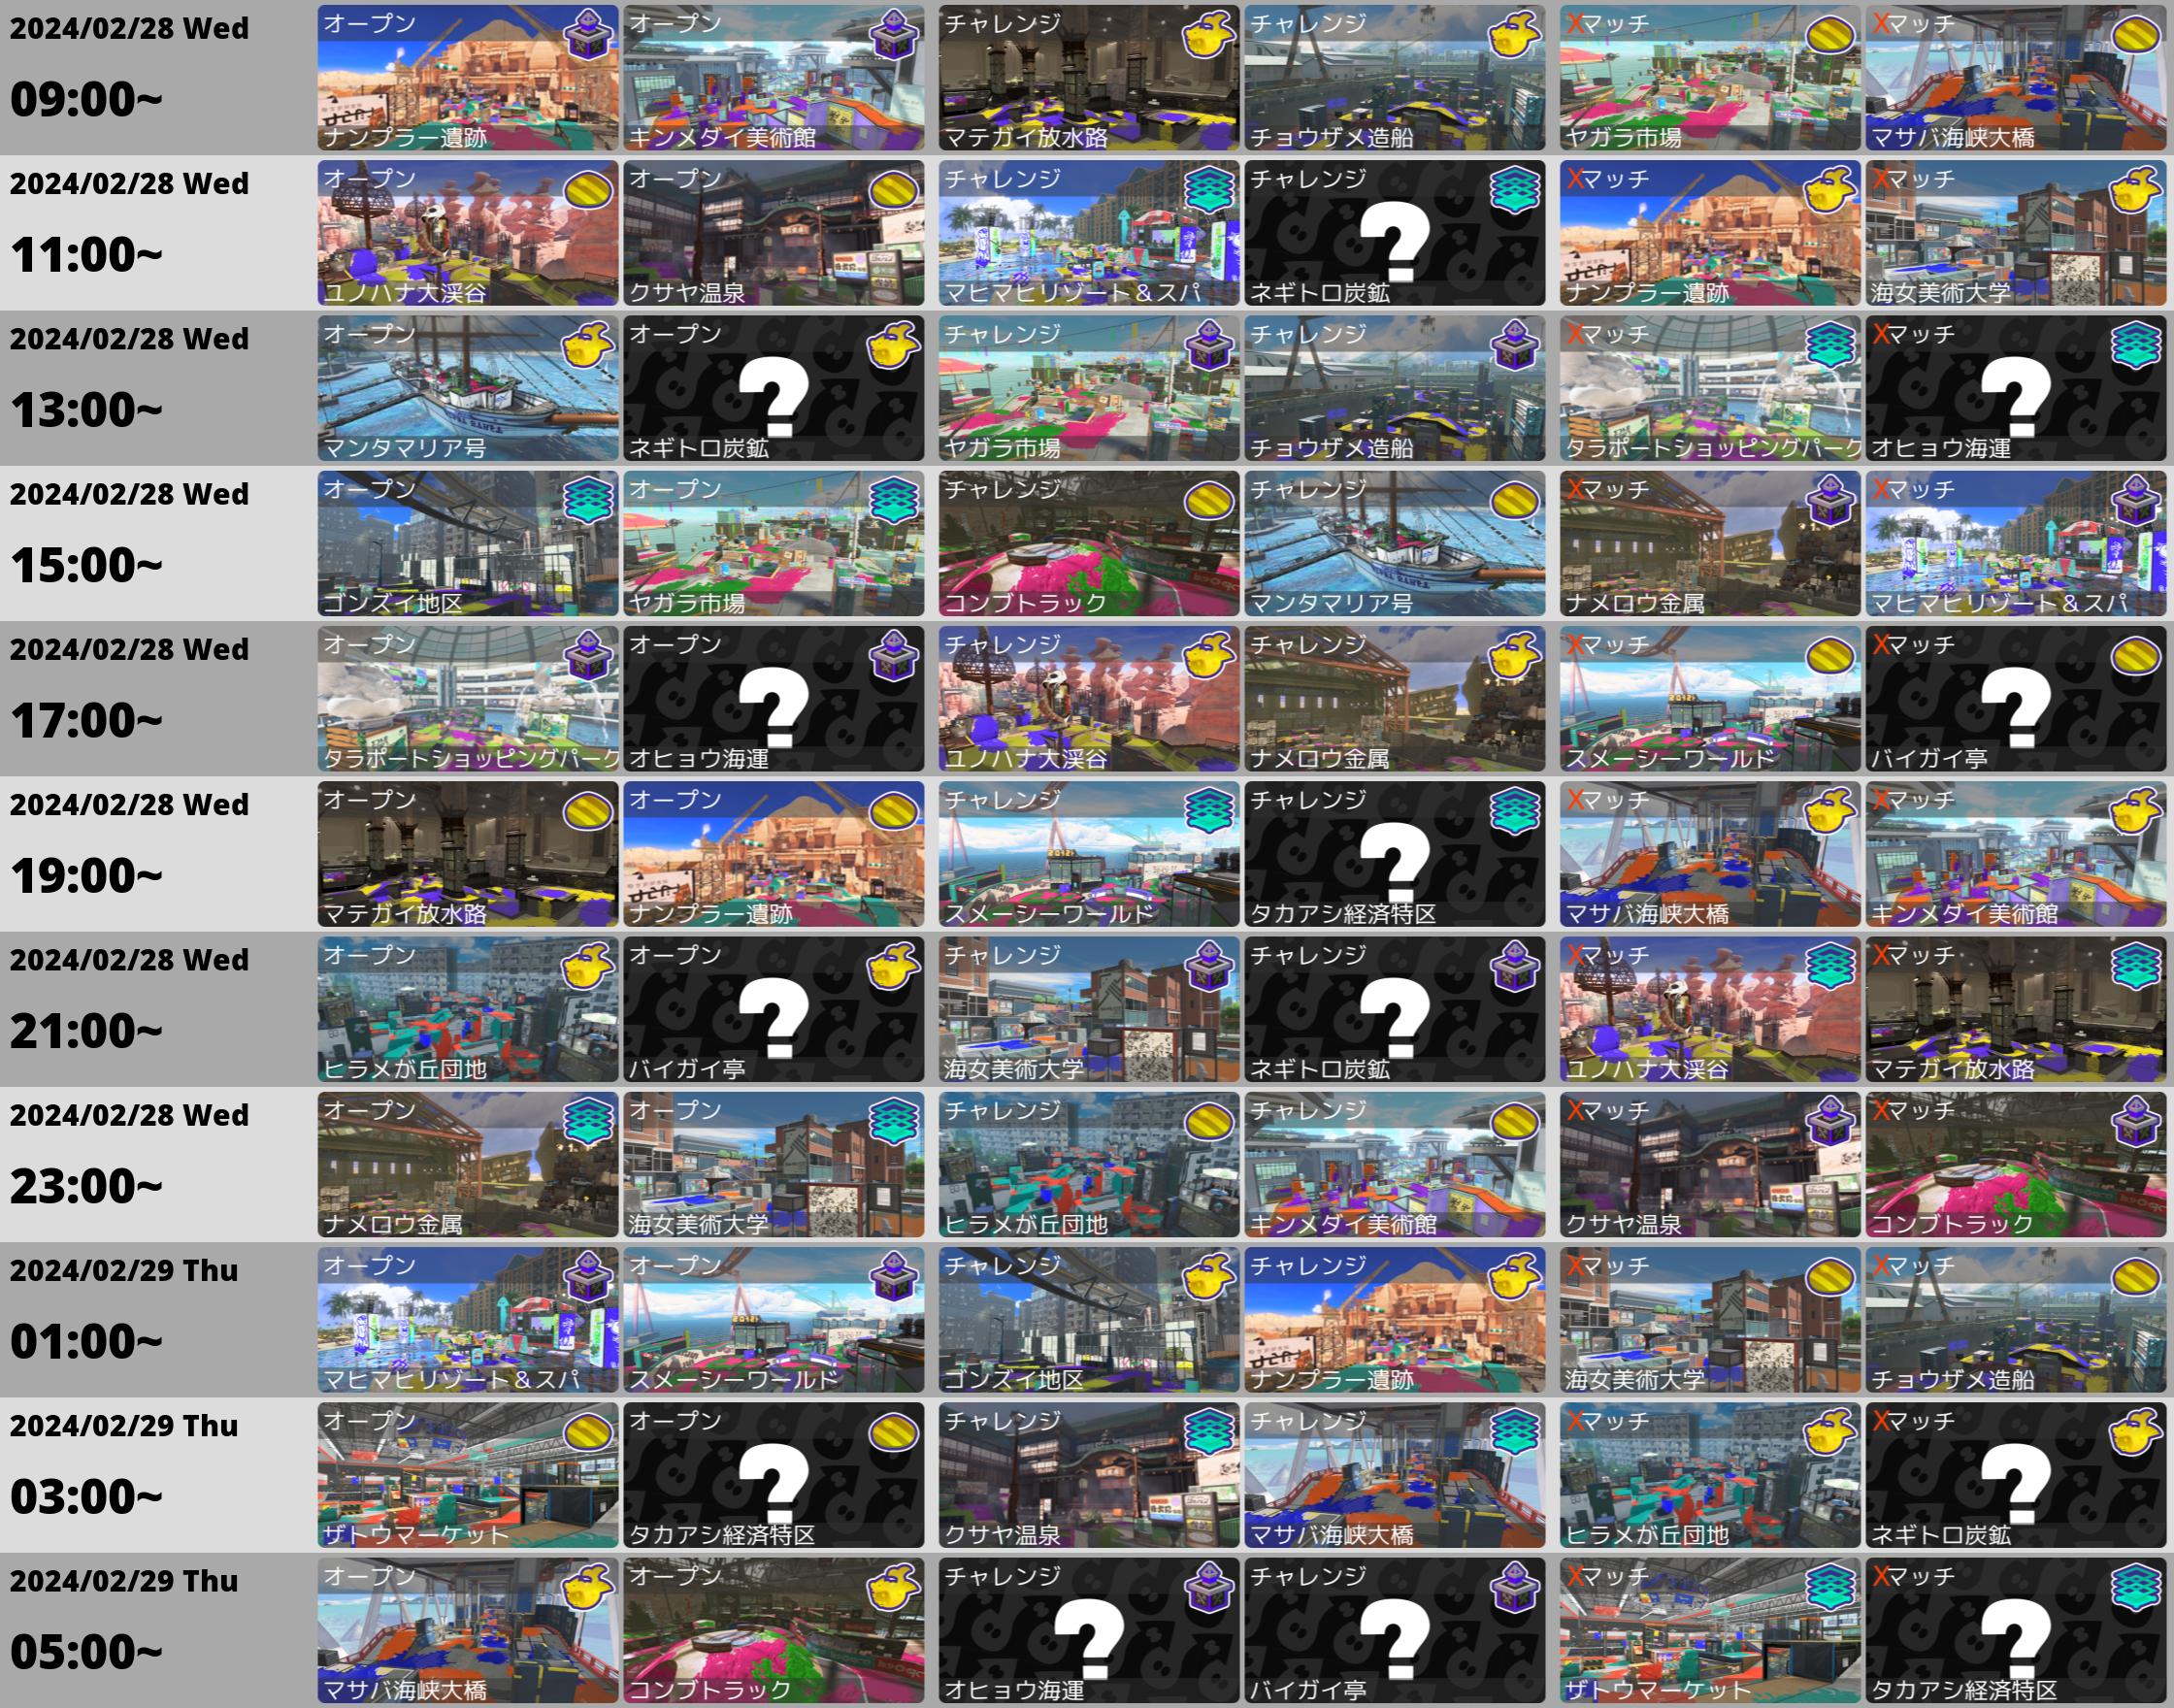 2024/02/28 Wed
09:00~
オープン オープン チャレンジ チャレンジ Xマッチ Xマッチ
ナンプラー遺跡 キンメダイ美術館 マテガイ放水路 チョウザメ造船 ヤガラ市場 マサバ海峡大橋
2024/02/28 Wed
11:00~
オープン オープン チャレンジ チャレンジ Xマッチ Xマッチ
ユノハナ大渓谷 クサヤ温泉 マヒマヒリゾート＆スパ ネギトロ炭鉱 ナンプラー遺跡 海女美術大学
?
2024/02/28 Wed
13:00~
オープン オープン チャレンジ チャレンジ Xマッチ Xマッチ
? ?
マンタマリア号 ネギトロ炭鉱 ヤガラ市場 チョウザメ造船 タラポートショッピングパーク オヒョウ海運
2024/02/28 Wed
15:00~
オープン オープン チャレンジ チャレンジ Xマッチ Xマッチ
ゴンズイ地区 ヤガラ市場 コンブトラック マンタマリア号 ナメロウ金属 マヒマヒリゾート＆スパ
2024/02/28 Wed
17:00~
オープン オープン チャレンジ チャレンジ Xマッチ Xマッチ
? ?
タラポートショッピングパーク オヒョウ海運 ユノハナ大渓谷 ナメロウ金属 スメーシーワールド バイガイ亭
2024/02/28 Wed
19:00~
オープン オープン チャレンジ チャレンジ Xマッチ Xマッチ
?
マテガイ放水路 ナンプラー遺跡 スメーシーワールド タカアシ経済特区 マサバ海峡大橋 キンメダイ美術館
2024/02/28 Wed
21:00~
オープン オープン チャレンジ チャレンジ Xマッチ Xマッチ
? ?
ヒラメが丘団地 バイガイ亭 海女美術大学 ネギトロ炭鉱 ユノハナ大渓谷 マテガイ放水路
2024/02/28 Wed
23:00~
オープン オープン チャレンジ チャレンジ Xマッチ Xマッチ
ナメロウ金属 海女美術大学 ヒラメが丘団地 キンメダイ美術館 クサヤ温泉 コンブトラック
2024/02/29 Thu
01:00~
オープン オープン チャレンジ チャレンジ Xマッチ Xマッチ
マヒマヒリゾート＆スパ スメーシーワールド ゴンズイ地区 ナンプラー遺跡 海女美術大学 チョウザメ造船
2024/02/29 Thu
03:00~
オープン オープン チャレンジ チャレンジ Xマッチ Xマッチ
? ?
ザトウマーケット タカアシ経済特区 クサヤ温泉 マサバ海峡大橋 ヒラメが丘団地 ネギトロ炭鉱
2024/02/29 Thu
05:00~
オープン オープン チャレンジ チャレンジ Xマッチ Xマッチ
? ? ?
マサバ海峡大橋 コンブトラック オヒョウ海運 バイガイ亭 ザトウマーケット タカアシ経済特区